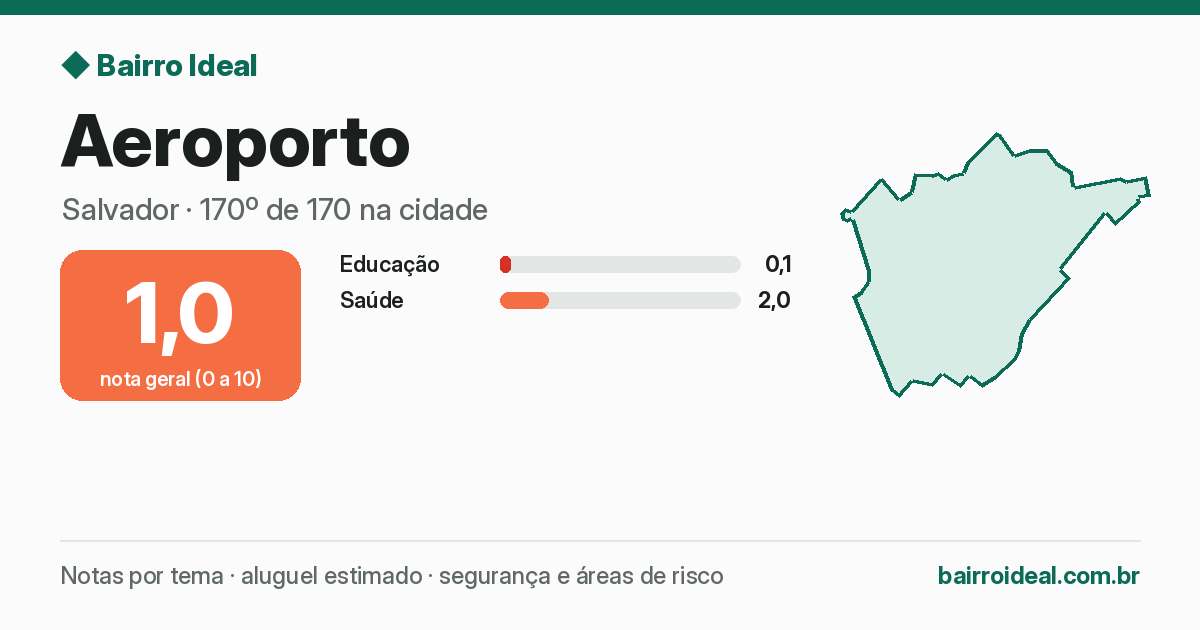 Bairro Ideal
Aeroporto
Salvador · 170º de 170 na cidade
1,0
nota geral (0 a 10)
Educação 0,1
Saúde 2,0
Notas por tema · aluguel estimado · segurança e áreas de risco
bairroideal.com.br